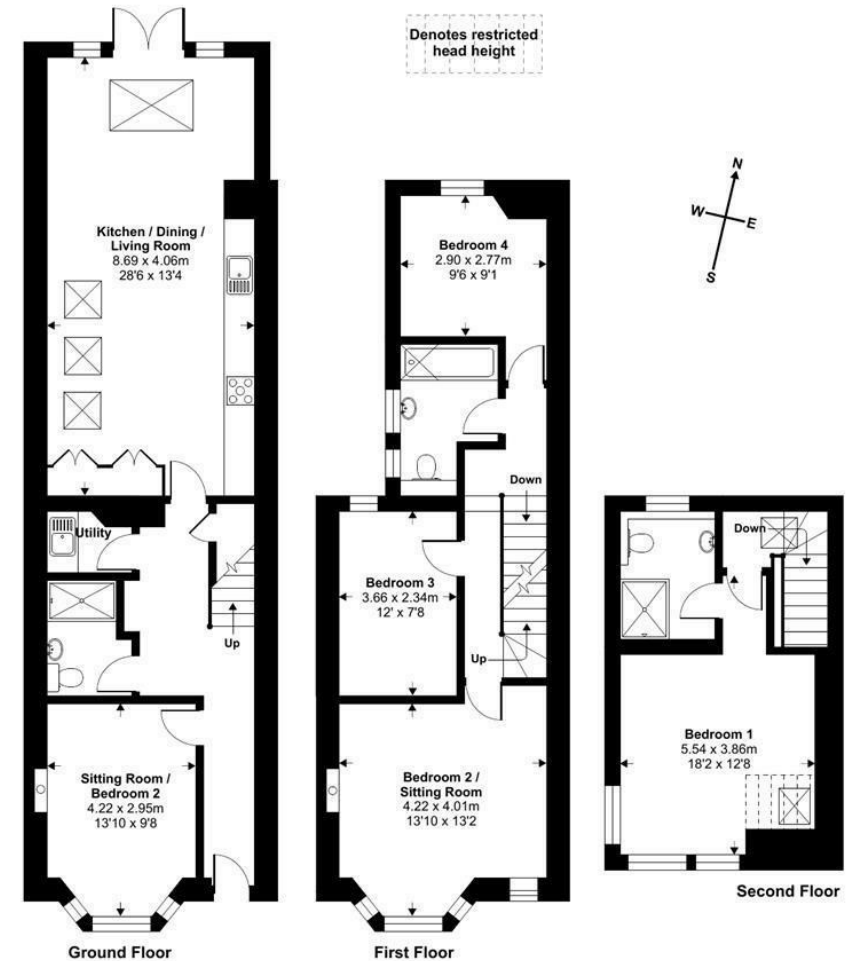 Denotes restricted
head height
N
W
E
S
Kitchen / Dining /
Living Room
8.69 x 4.06m
28'6 x 13'4
Utility
Up
Sitting Room /
Bedroom 2
4.22 x 2.95m
13'10 x 9'8
Ground Floor
Bedroom 4
2.90 x 2.77m
9'6 x 9'1
Down
Bedroom 3
3.66 x 2.34m
12' x 7'8
Up
Bedroom 2 /
Sitting Room
4.22 x 4.01m
13'10 x 13'2
First Floor
Down
Bedroom 1
5.54 x 3.86m
18'2 x 12'8
Second Floor